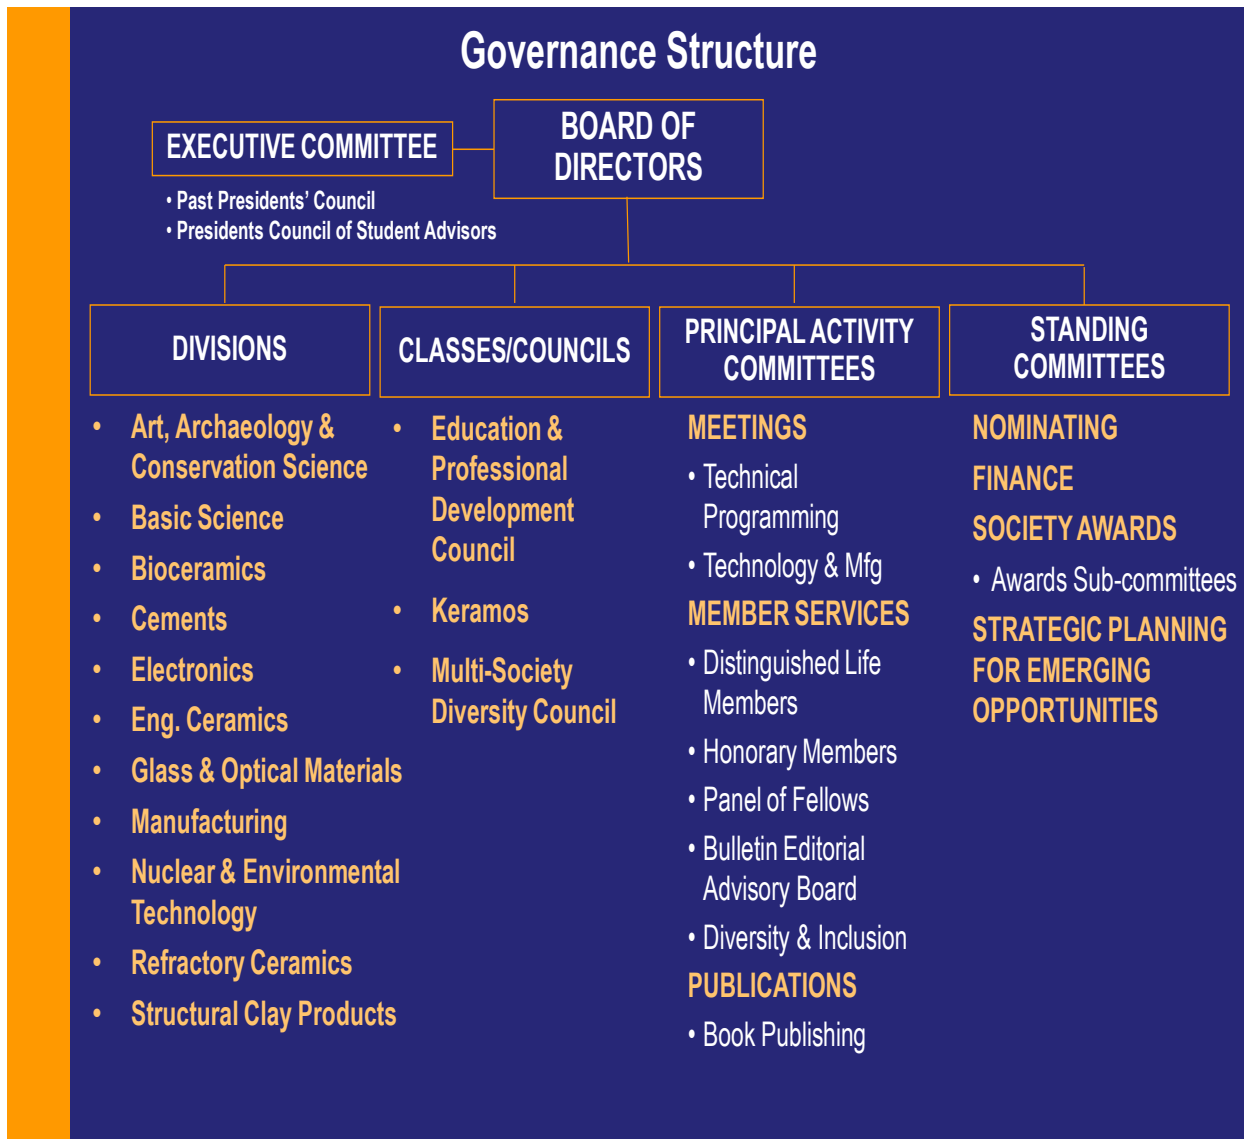 Governance Structure
BOARD OF
DIRECTORS
EXECUTIVE COMMITTEE
• Past Presidents’ Council
• Presidents Council of Student Advisors
DIVISIONS
• Art, Archaeology &
Conservation Science
• Basic Science
• Bioceramics
• Cements
• Electronics
• Eng. Ceramics
• Glass & Optical Materials
• Manufacturing
• Nuclear & Environmental
Technology
• Refractory Ceramics
• Structural Clay Products
CLASSES/COUNCILS
• Education &
Professional
Development
Council
• Keramos
• Multi-Society
Diversity Council
PRINCIPAL ACTIVITY
COMMITTEES
MEETINGS
• Technical
Programming
• Technology & Mfg
MEMBER SERVICES
• Distinguished Life
Members
• Honorary Members
• Panel of Fellows
• Bulletin Editorial
Advisory Board
• Diversity & Inclusion
PUBLICATIONS
• Book Publishing
STANDING
COMMITTEES
NOMINATING
FINANCE
SOCIETY AWARDS
• Awards Sub-committees
STRATEGIC PLANNING
FOR EMERGING
OPPORTUNITIES